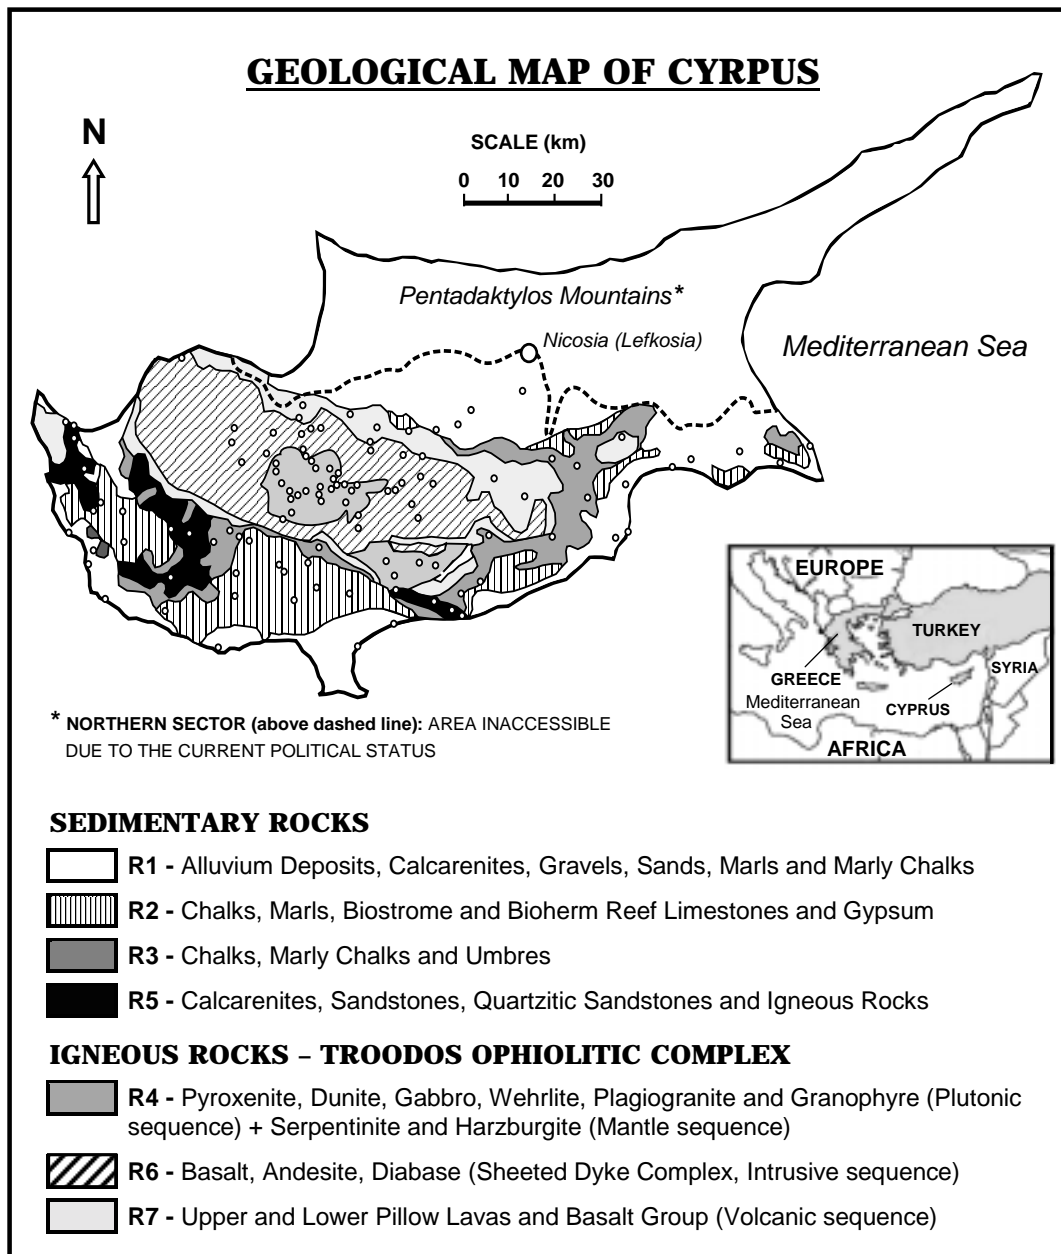 GEOLOGICAL MAP OF CYRPUS
N
SCALE (km)
0 10 20 30
Pentadaktylos Mountains*
Nicosia (Lefkosia)
Mediterranean Sea
EUROPE
TURKEY
SYRIA
GREECE
Mediterranean
Sea
CYPRUS
AFRICA
* NORTHERN SECTOR (above dashed line): AREA INACCESSIBLE
DUE TO THE CURRENT POLITICAL STATUS
SEDIMENTARY ROCKS
R1 - Alluvium Deposits, Calcarenites, Gravels, Sands, Marls and Marly Chalks
R2 - Chalks, Marls, Biostrome and Bioherm Reef Limestones and Gypsum
R3 - Chalks, Marly Chalks and Umbres
R5 - Calcarenites, Sandstones, Quartzitic Sandstones and Igneous Rocks
IGNEOUS ROCKS – TROODOS OPHIOLITIC COMPLEX
R4 - Pyroxenite, Dunite, Gabbro, Wehrlite, Plagiogranite and Granophyre (Plutonic
sequence) + Serpentinite and Harzburgite (Mantle sequence)
R6 - Basalt, Andesite, Diabase (Sheeted Dyke Complex, Intrusive sequence)
R7 - Upper and Lower Pillow Lavas and Basalt Group (Volcanic sequence)